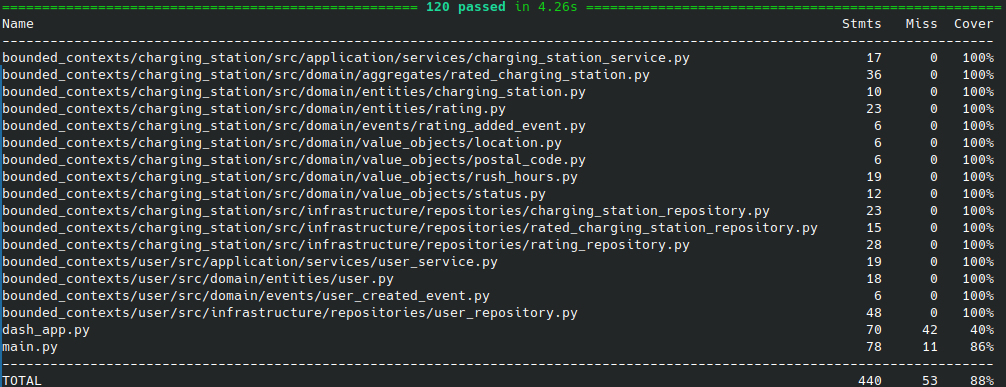 =================================================== 120 passed in 4.26s ===================================================
Name Stmts Miss Cover
----------------------------------------------------------------------------------------------------------------------------
bounded_contexts/charging_station/src/application/services/charging_station_service.py 17 0 100%
bounded_contexts/charging_station/src/domain/aggregates/rated_charging_station.py 36 0 100%
bounded_contexts/charging_station/src/domain/entities/charging_station.py 10 0 100%
bounded_contexts/charging_station/src/domain/entities/rating.py 23 0 100%
bounded_contexts/charging_station/src/domain/events/rating_added_event.py 6 0 100%
bounded_contexts/charging_station/src/domain/value_objects/location.py 6 0 100%
bounded_contexts/charging_station/src/domain/value_objects/postal_code.py 6 0 100%
bounded_contexts/charging_station/src/domain/value_objects/rush_hours.py 19 0 100%
bounded_contexts/charging_station/src/domain/value_objects/status.py 12 0 100%
bounded_contexts/charging_station/src/infrastructure/repositories/charging_station_repository.py 23 0 100%
bounded_contexts/charging_station/src/infrastructure/repositories/rated_charging_station_repository.py 15 0 100%
bounded_contexts/charging_station/src/infrastructure/repositories/rating_repository.py 28 0 100%
bounded_contexts/user/src/application/services/user_service.py 19 0 100%
bounded_contexts/user/src/domain/entities/user.py 18 0 100%
bounded_contexts/user/src/domain/events/user_created_event.py 6 0 100%
bounded_contexts/user/src/infrastructure/repositories/user_repository.py 48 0 100%
dash_app.py 70 42 40%
main.py 78 11 86%
----------------------------------------------------------------------------------------------------------------------------
TOTAL 440 53 88%